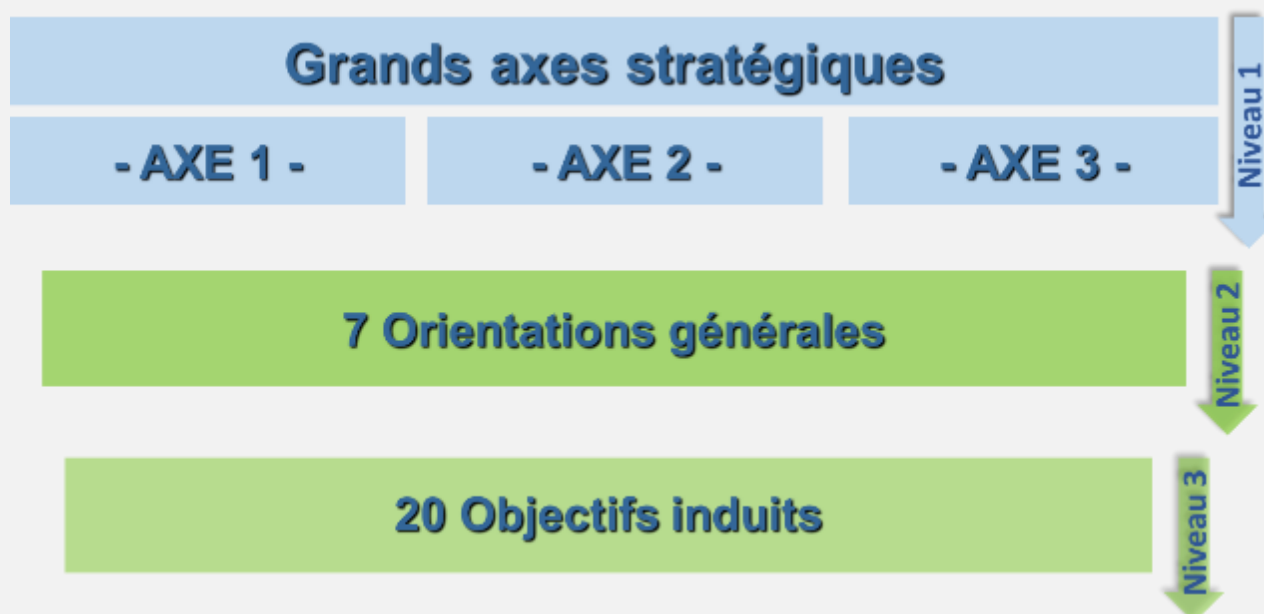 Grands axes stratégiques
Niveau 1
- AXE 1 -
- AXE 2 -
- AXE 3 -
7 Orientations générales
Niveau 2
20 Objectifs induits
Niveau 3